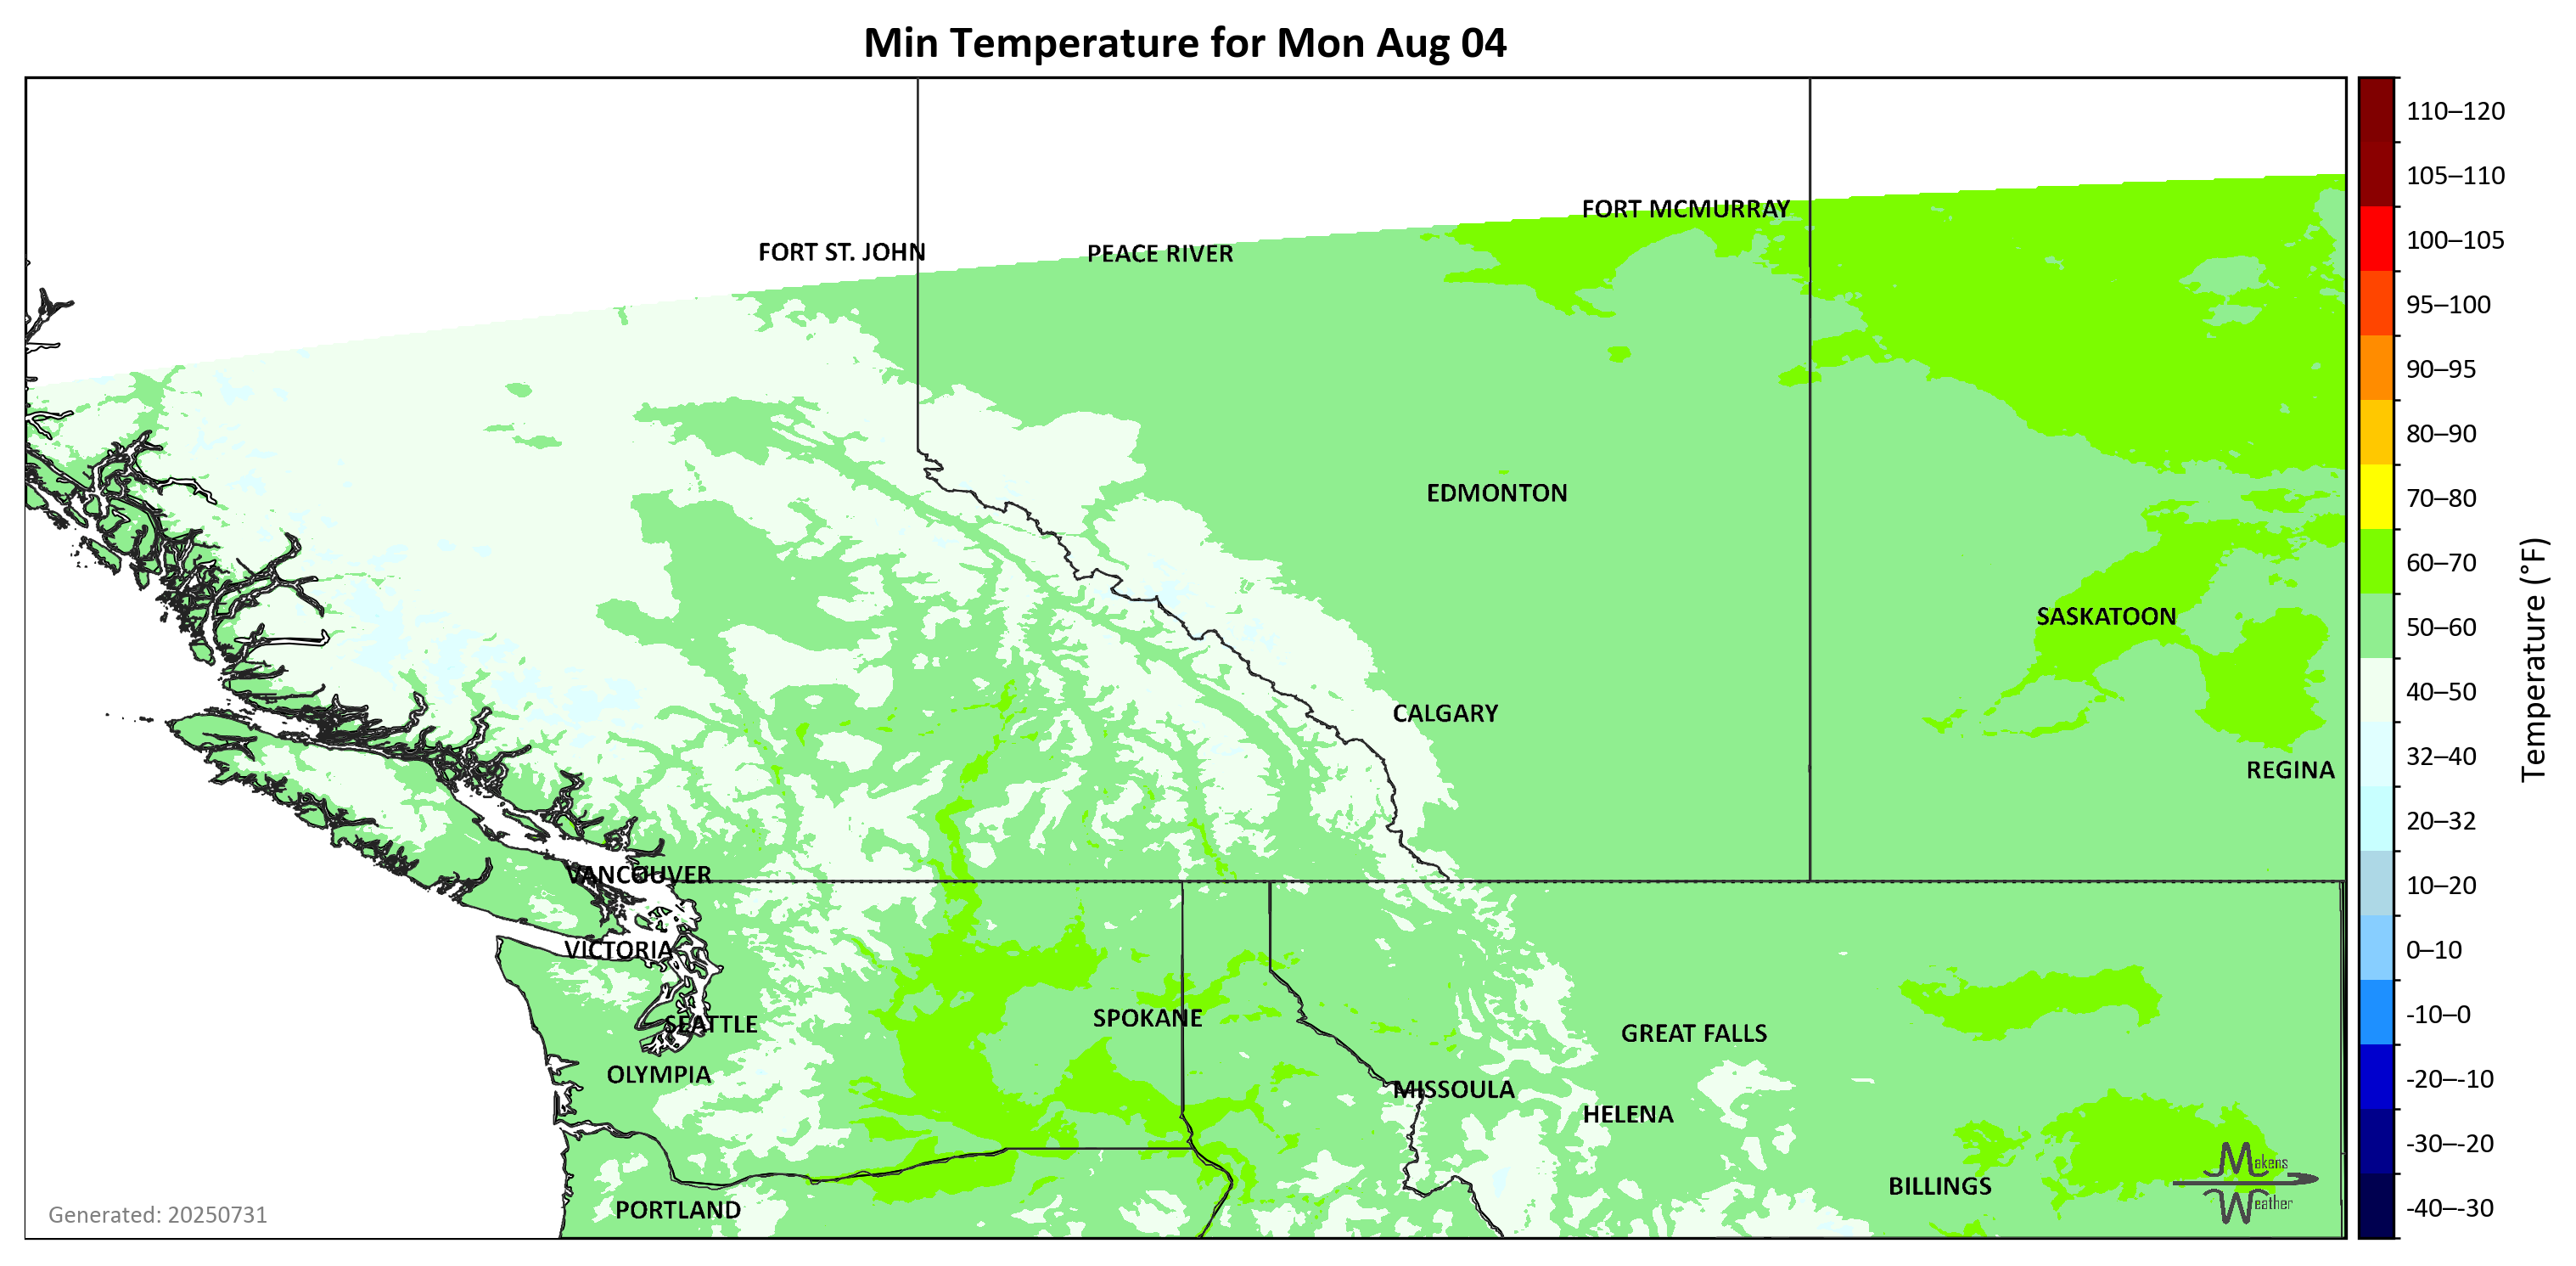 Min Temperature for Mon Aug 04
110–120
105–110
FORT MCMURRAY
100–105
FORT ST. JOHN
PEACE RIVER
95–100
90–95
80–90
EDMONTON
70–80
60–70
SASKATOON
50–60
Temperature (°F)
40–50
CALGARY
32–40
REGINA
20–32
VANCOUVER
10–20
VICTORIA
0–10
SEATTLE
SPOKANE
GREAT FALLS
-10–0
OLYMPIA
MISSOULA
HELENA
-20–-10
-30–-20
Makens
Weather
BILLINGS
PORTLAND
-40–-30
Generated: 20250731